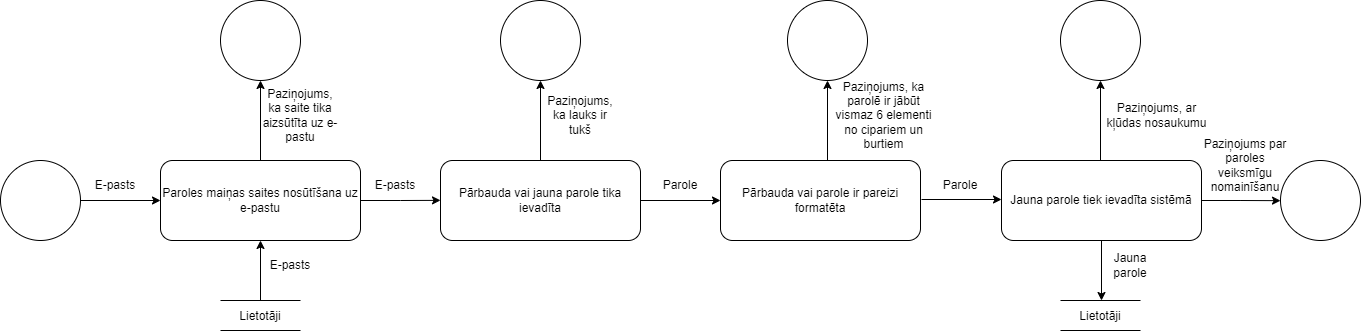 Paziņojums,
ka saite tika
aizsūtīta uz e-
pastu
Paziņojums,
ka lauks ir
tukš
Paziņojums, ka
parolē ir jābūt
vismaz 6 elementi
no cipariem un
burtiem
Paziņojums, ar
kļūdas nosaukumu
Paziņojums par
paroles
veiksmīgu
nomainīšanu
E-pasts
Paroles maiņas saites nosūtīšana uz
e-pastu
E-pasts
Pārbauda vai jauna parole tika
ievadīta
Parole
Pārbauda vai parole ir pareizi
formatēta
Parole
Jauna parole tiek ievadīta sistēmā
E-pasts
Jauna
parole
Lietotāji
Lietotāji